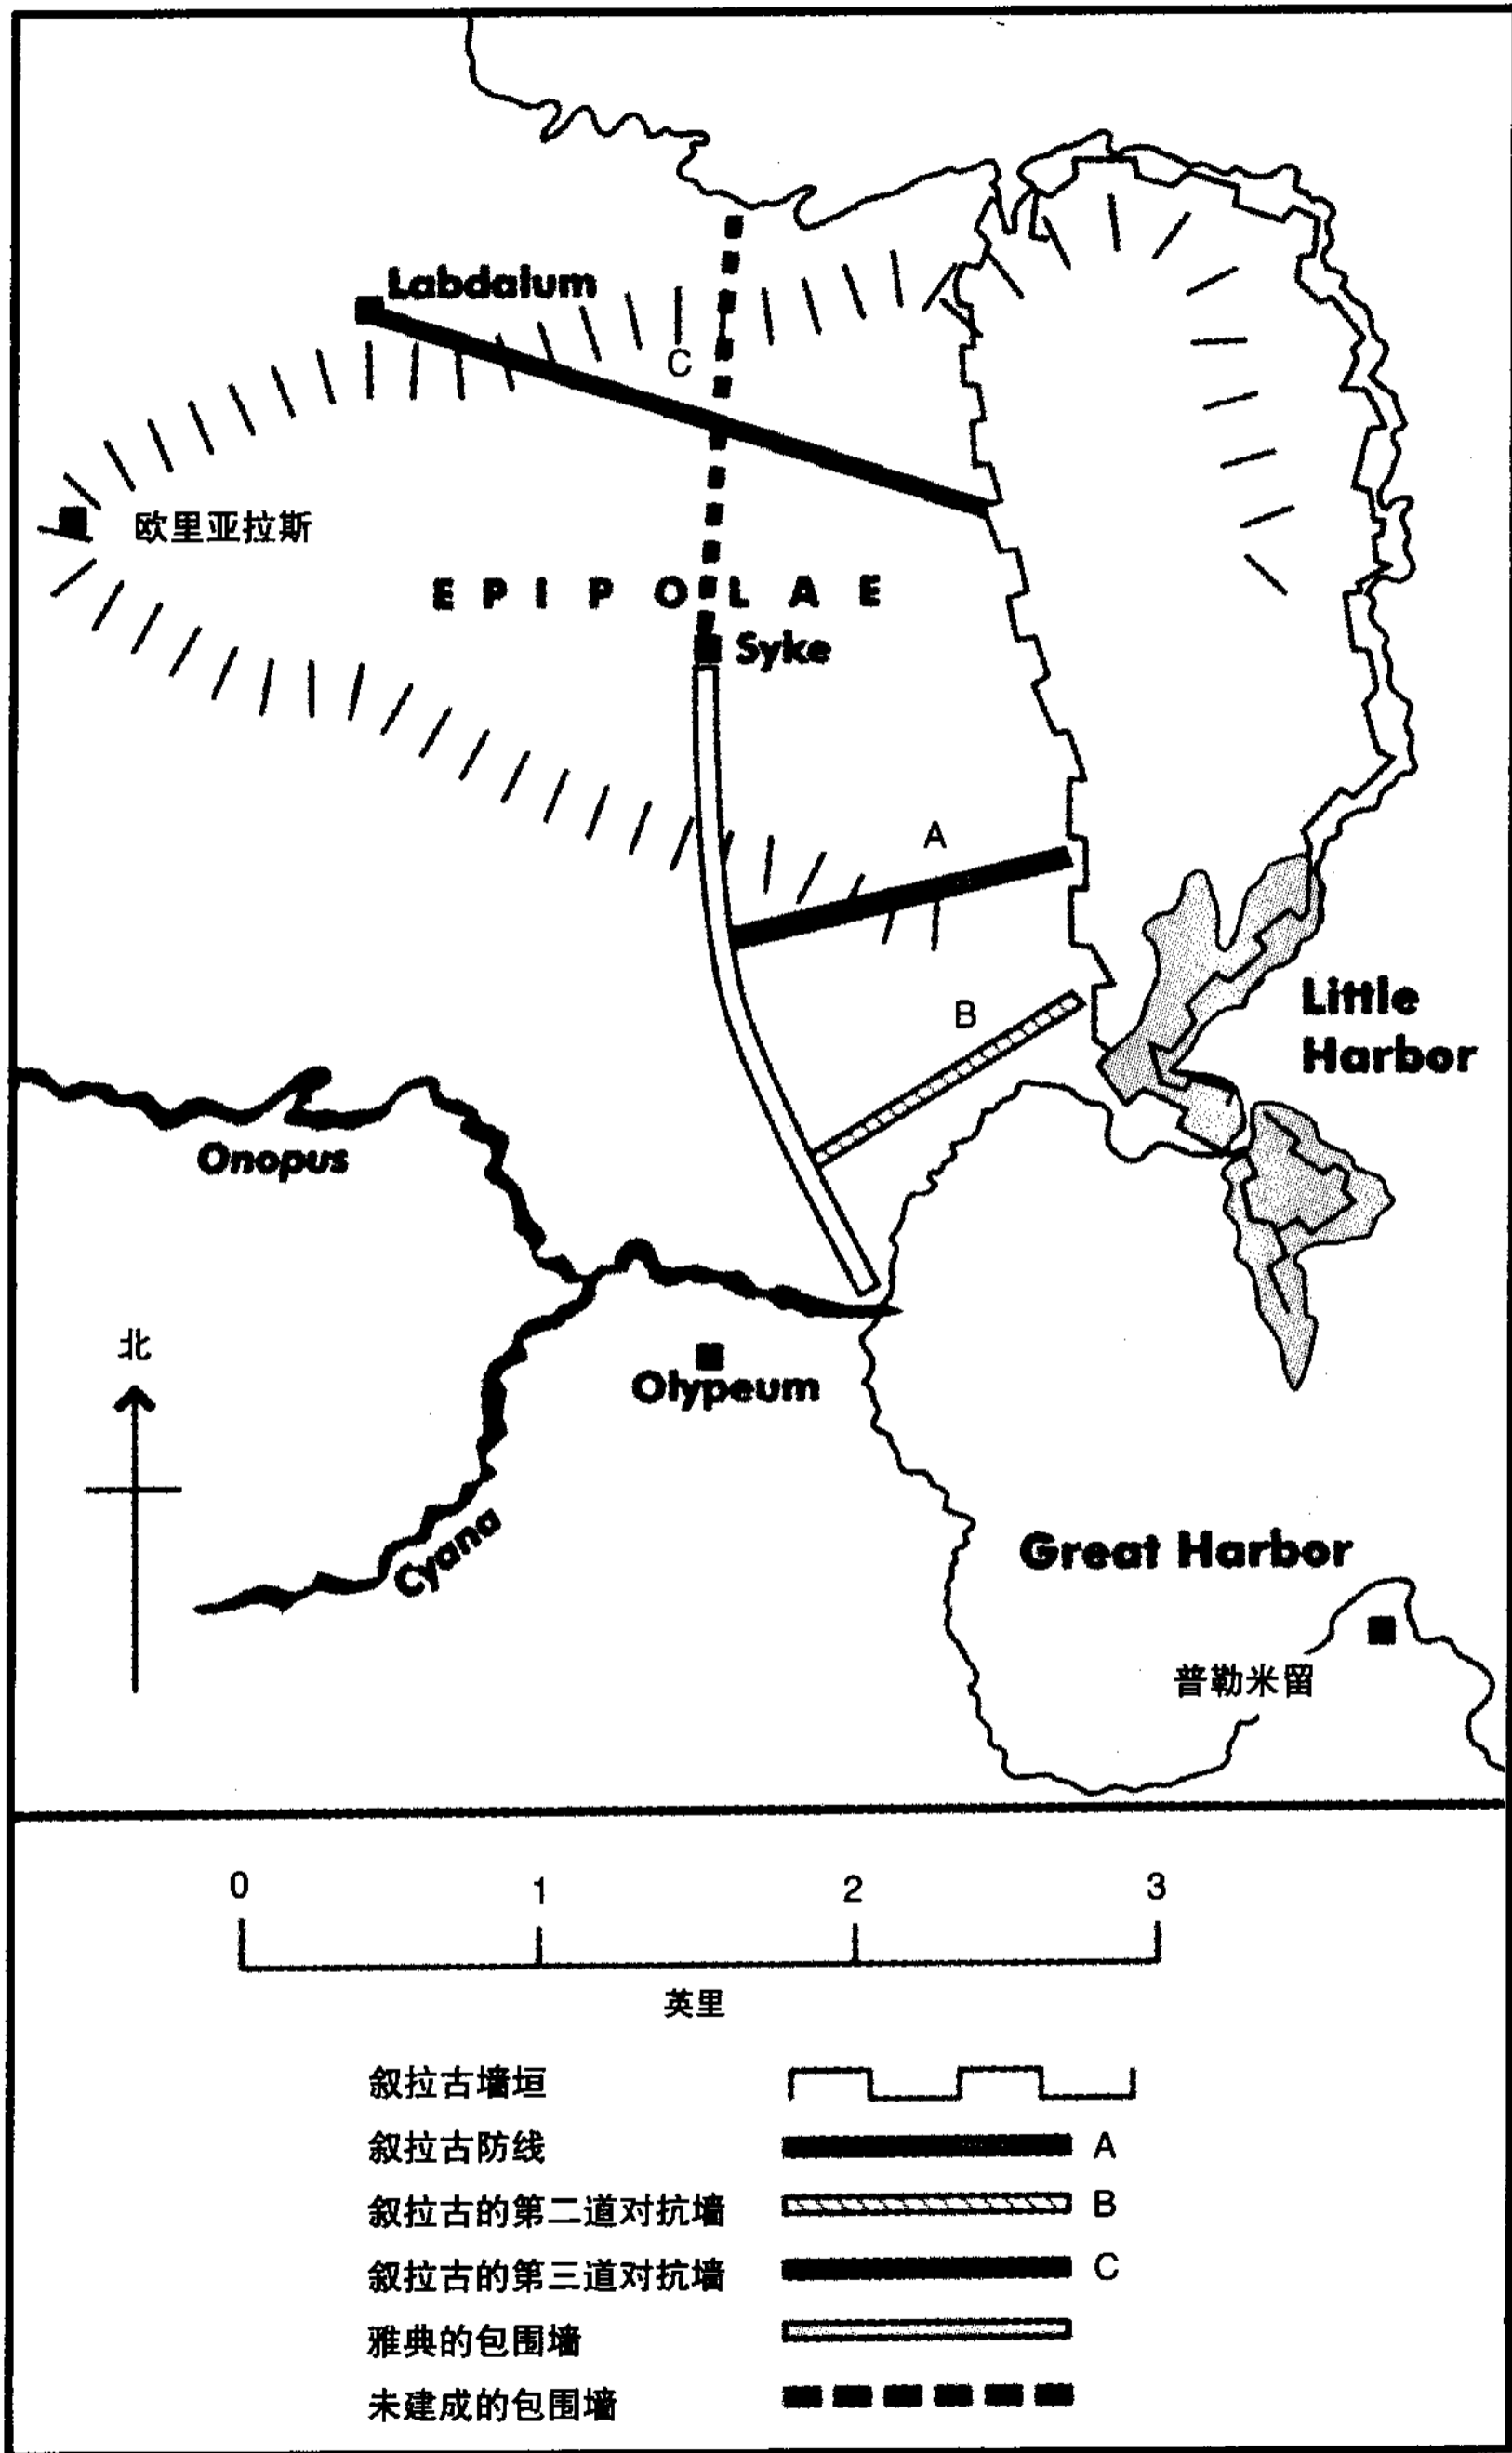 Labdalum
C
欧里亚拉斯
EPIPOLAE
Syke
A
B
Little
Harbor
Onopus
北
Olypeum
Cyana
Great Harbor
普勒米留
0 1 2 3
英里
叙拉古墙垣
叙拉古防线 A
叙拉古的第二道对抗墙 B
叙拉古的第三道对抗墙 C
雅典的包围墙
未建成的包围墙